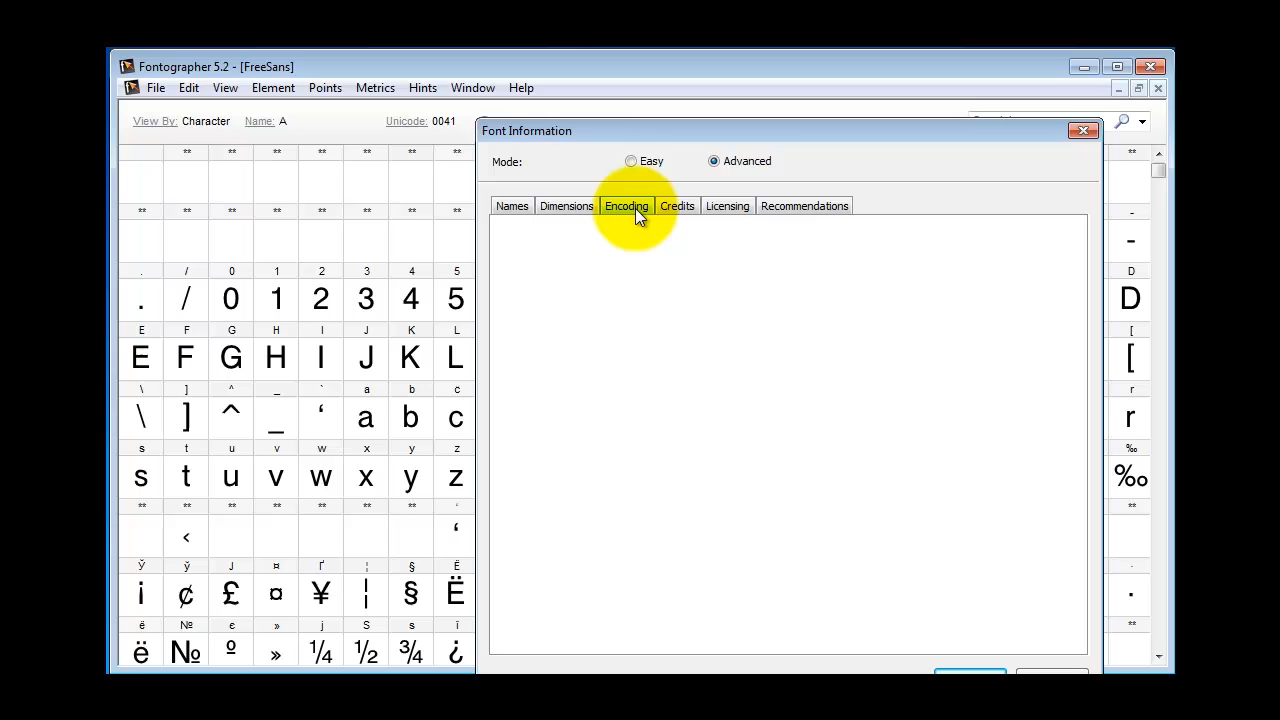 Fontographer 5.2 - [FreeSans]
File Edit View Element Points Metrics Hints Window Help
View By: Character Name: A Unicode: 0041
Font Information
Mode: Easy Advanced
Names Dimensions Encoding Credits Licensing Recommendations
** ** ** ** ** ** ** **
** ** ** ** ** ** ** ** -
-
. / 0 1 2 3 4 5 D
. / 0 1 2 3 4 5 D
E F G H I J K L [
E F G H I J K L [
\ ] ^ _ ` a b c r
\ ] ^ _ ‘ a b c r
s t u v w x y z ‰
s t u v w x y z ‰
** ** ** ** ** ** ** ‘ **
‹ ‘
Ў ў Ј ¤ Ґ ¦ § Ё ·
¡ ¢ £ ¤ ¥ ¦ § Ë ·
ё № є » ј Ѕ ѕ ї **
ë № º » ¼ ½ ¾ ¿